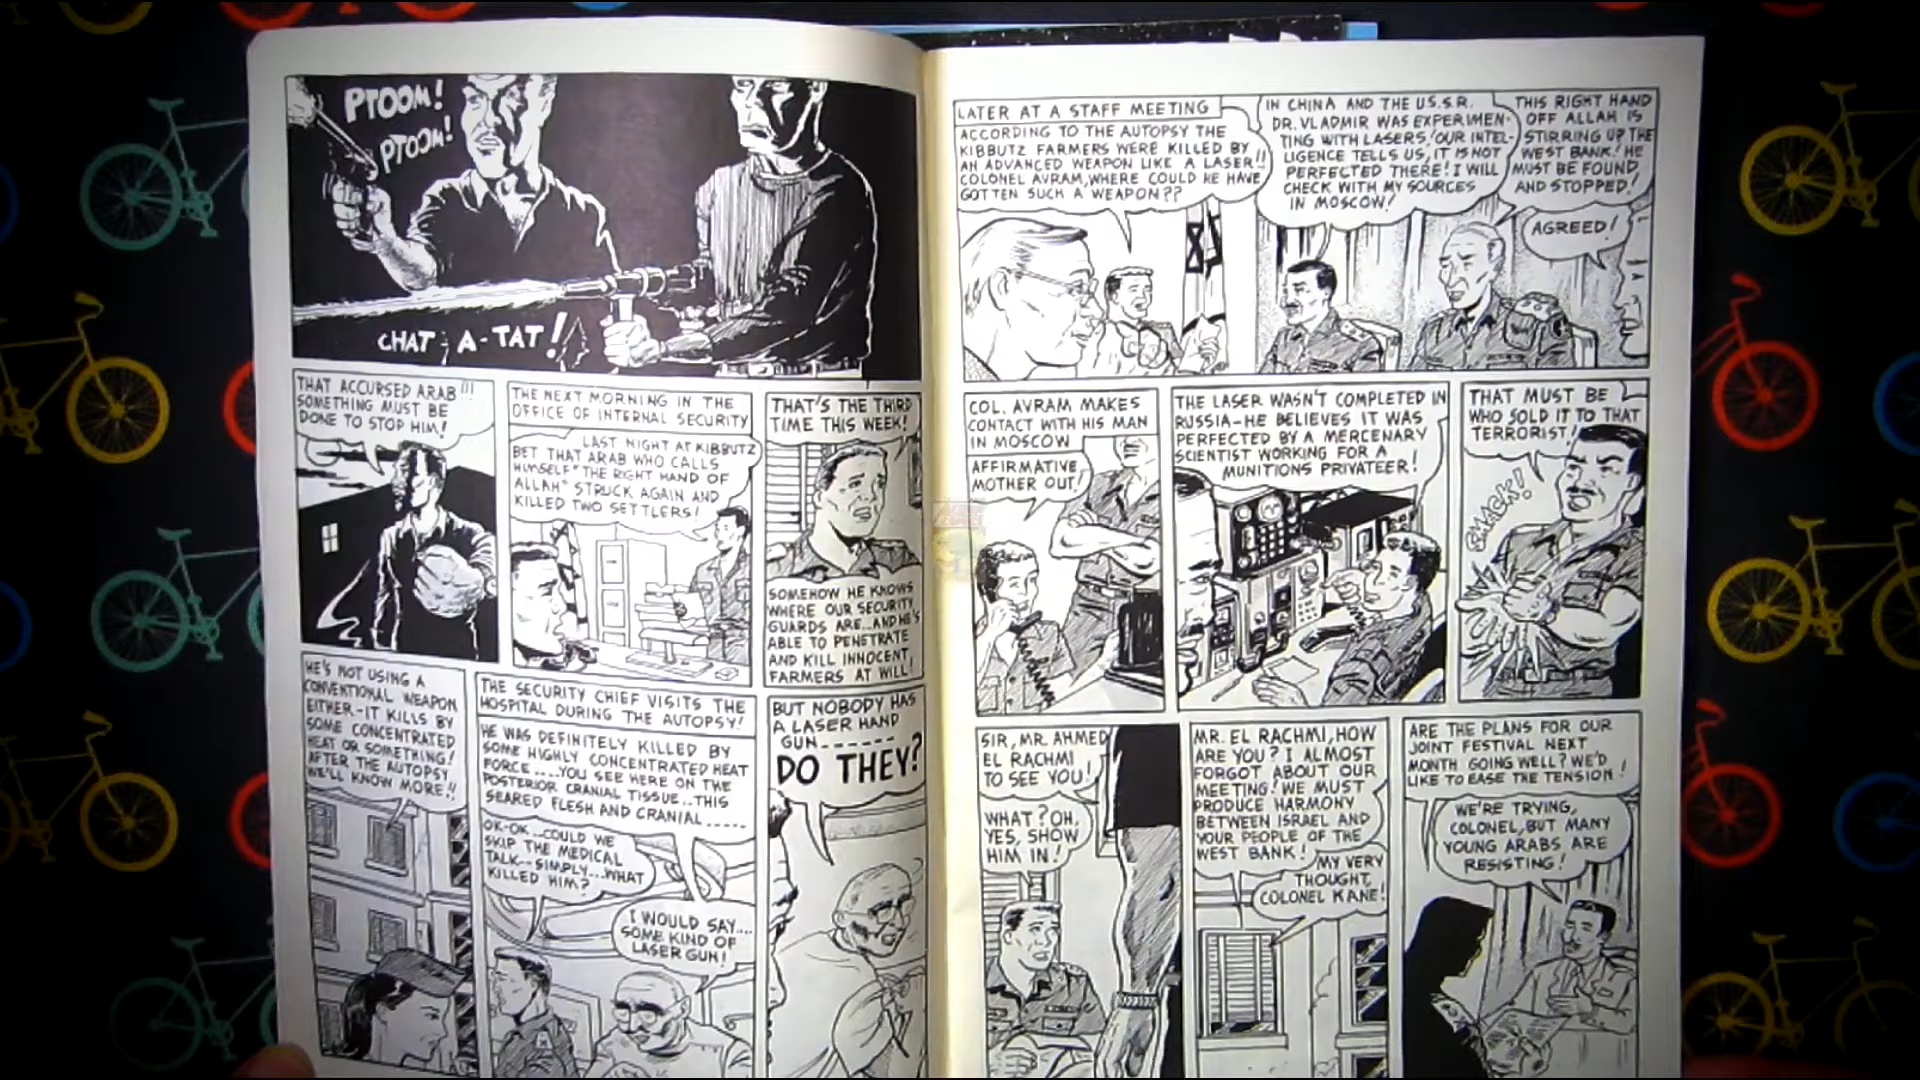 PTOOM!
PTOOM!
CHAT-A-TAT!
THAT ACCURSED ARAB!!!
SOMETHING MUST BE
DONE TO STOP HIM!
THE NEXT MORNING IN THE
OFFICE OF INTERNAL SECURITY
LAST NIGHT AT KIBBUTZ
BET THAT ARAB WHO CALLS
HIMSELF "THE RIGHT HAND OF
ALLAH" STRUCK AGAIN AND
KILLED TWO SETTLERS!
THAT'S THE THIRD
TIME THIS WEEK!
SOMEHOW HE KNOWS
WHERE OUR SECURITY
GUARDS ARE...AND HE'S
ABLE TO PENETRATE
AND KILL INNOCENT
FARMERS AT WILL!
HE'S NOT USING A
CONVENTIONAL WEAPON
EITHER-IT KILLS BY
SOME CONCENTRATED
HEAT OR SOMETHING!
AFTER THE AUTOPSY
WE'LL KNOW MORE!!
THE SECURITY CHIEF VISITS THE
HOSPITAL DURING THE AUTOPSY!
HE WAS DEFINITELY KILLED BY
SOME HIGHLY CONCENTRATED HEAT
FORCE....YOU SEE HERE ON THE
POSTERIOR CRANIAL TISSUE..THIS
SEARED FLESH AND CRANIAL-----
OK-OK...COULD WE
SKIP THE MEDICAL
TALK--SIMPLY...WHAT
KILLED HIM?
I WOULD SAY....
SOME KIND OF
LASER GUN!
BUT NOBODY HAS
A LASER HAND
GUN------
DO THEY?
LATER AT A STAFF MEETING
ACCORDING TO THE AUTOPSY THE
KIBBUTZ FARMERS WERE KILLED BY
AN ADVANCED WEAPON LIKE A LASER!!
COLONEL AVRAM, WHERE COULD HE HAVE
GOTTEN SUCH A WEAPON??
IN CHINA AND THE U.S.S.R.
DR. VLADMIR WAS EXPERIMEN-
TING WITH LASERS! OUR INTEL-
LIGENCE TELLS US, IT IS NOT
PERFECTED THERE! I WILL
CHECK WITH MY SOURCES
IN MOSCOW!
THIS RIGHT HAND
OFF ALLAH IS
STIRRING UP THE
WEST BANK! HE
MUST BE FOUND
AND STOPPED!
AGREED!
COL. AVRAM MAKES
CONTACT WITH HIS MAN
IN MOSCOW
AFFIRMATIVE
MOTHER OUT!
THE LASER WASN'T COMPLETED IN
RUSSIA-HE BELIEVES IT WAS
PERFECTED BY A MERCENARY
SCIENTIST WORKING FOR A
MUNITIONS PRIVATEER!
THAT MUST BE
WHO SOLD IT TO THAT
TERRORIST!
SMACK!
SIR, MR. AHMED
EL RACHMI
TO SEE YOU!
WHAT? OH,
YES, SHOW
HIM IN!
MR. EL RACHMI, HOW
ARE YOU? I ALMOST
FORGOT ABOUT OUR
MEETING! WE MUST
PRODUCE HARMONY
BETWEEN ISRAEL AND
YOUR PEOPLE OF THE
WEST BANK!
MY VERY
THOUGHT,
COLONEL KANE!
ARE THE PLANS FOR OUR
JOINT FESTIVAL NEXT
MONTH GOING WELL? WE'D
LIKE TO EASE THE TENSION!
WE'RE TRYING,
COLONEL, BUT MANY
YOUNG ARABS ARE
RESISTING!